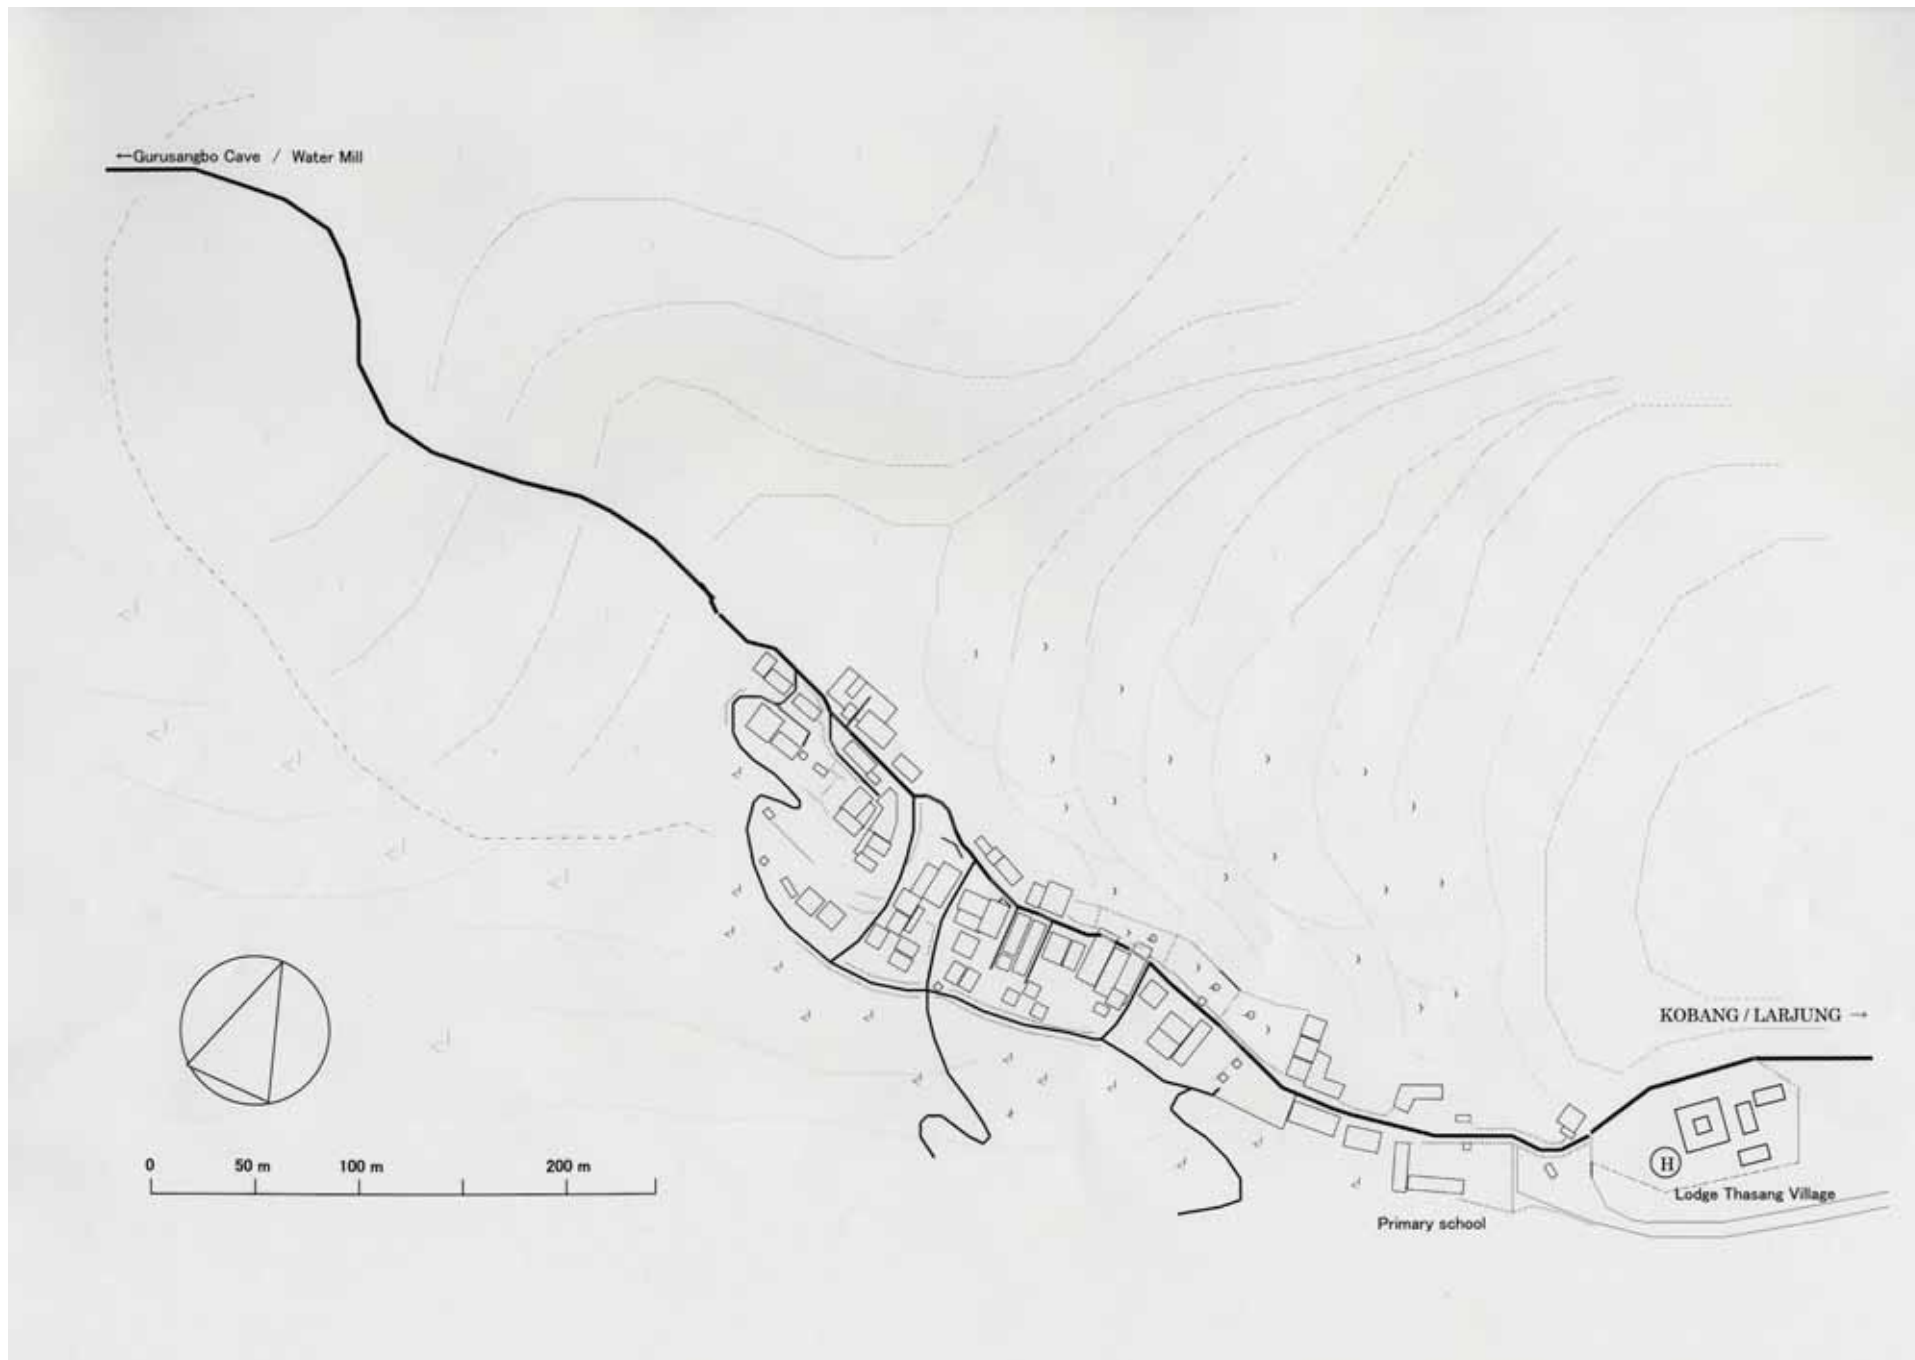 ←Gurusangbo Cave / Water Mill
KOBANG / LARJUNG →
H
Lodge Thasang Village
Primary school
0 50 m 100 m 200 m